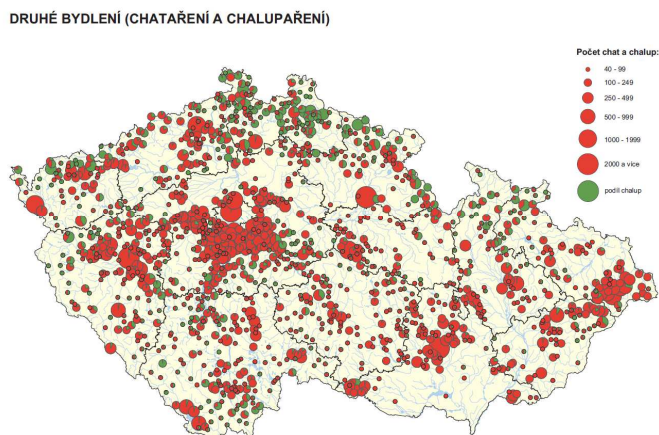 DRUHÉ BYDLENÍ (CHATAŘENÍ A CHALUPAŘENÍ)
Počet chat a chalup:
40 - 99
100 - 249
250 - 499
500 - 999
1000 - 1999
2000 a více
podíl chalup